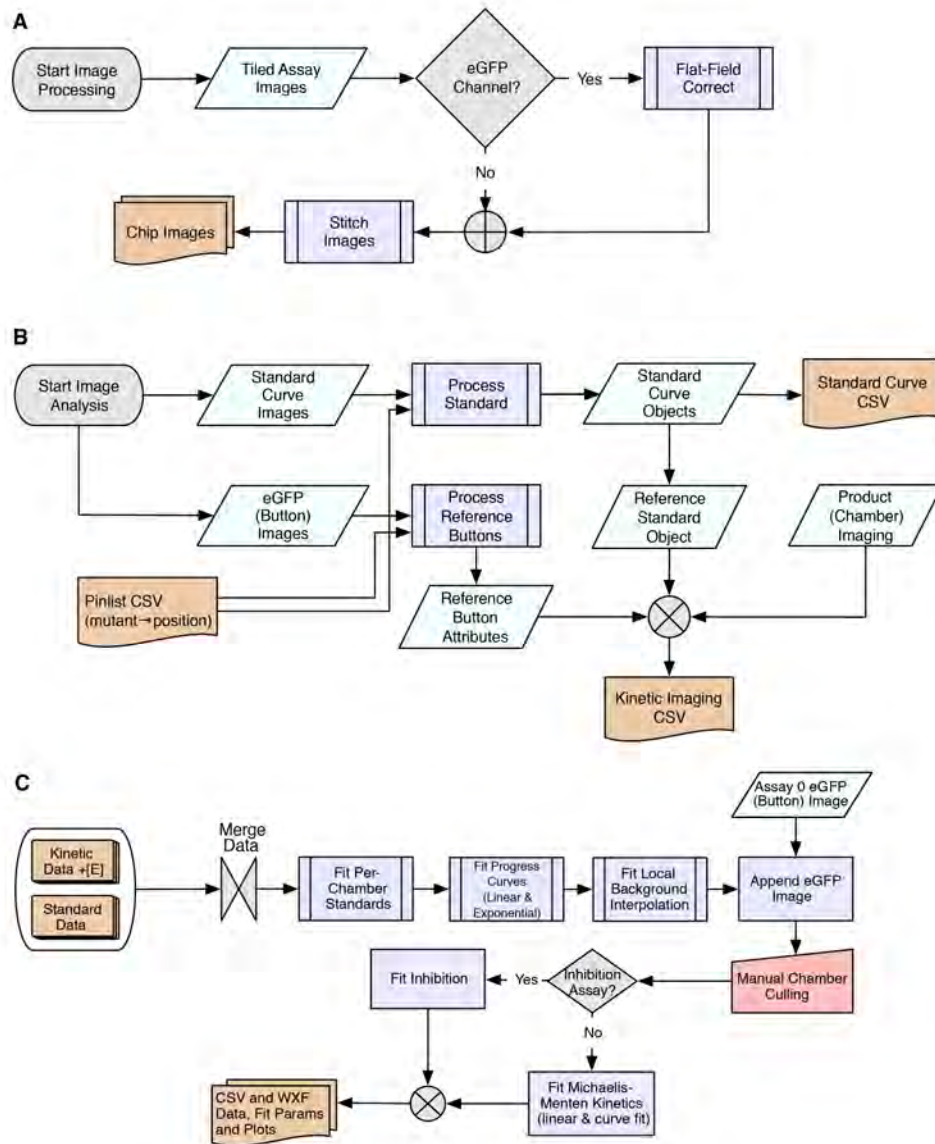 A
Start Image
Processing
Tiled Assay
Images
eGFP
Channel?
Yes
Flat-Field
Correct
No
Chip Images
Stitch
Images
B
Start Image
Analysis
Standard
Curve
Images
Process
Standard
Standard
Curve
Objects
Standard Curve
CSV
eGFP
(Button)
Images
Process
Reference
Buttons
Reference
Standard
Object
Product
(Chamber)
Imaging
Pinlist CSV
(mutant→position)
Reference
Button
Attributes
Kinetic Imaging
CSV
C
Assay 0 eGFP
(Button) Image
Kinetic
Data +[E]
Standard
Data
Merge
Data
Fit Per-
Chamber
Standards
Fit Progress
Curves
(Linear &
Exponential)
Fit Local
Background
Interpolation
Append eGFP
Image
Fit Inhibition
Yes
Inhibition
Assay?
Manual Chamber
Culling
No
CSV and WXF
Data, Fit Params
and Plots
Fit Michaelis-
Menten Kinetics
(linear & curve fit)